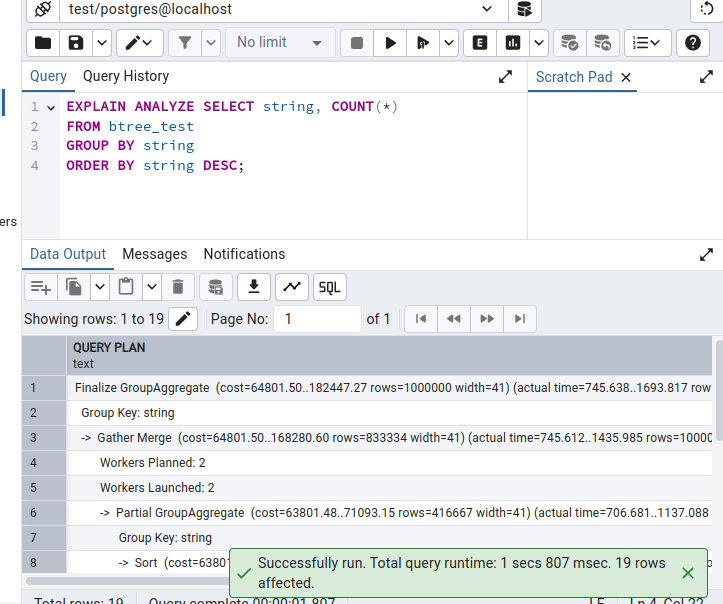 test/postgres@localhost
No limit
E
Query Query History
Scratch Pad
1 EXPLAIN ANALYZE SELECT string, COUNT(*)
2 FROM btree_test
3 GROUP BY string
4 ORDER BY string DESC;
ers
Data Output Messages Notifications
SQL
Showing rows: 1 to 19 Page No: 1 of 1
QUERY PLAN
text
1 Finalize GroupAggregate (cost=64801.50..182447.27 rows=1000000 width=41) (actual time=745.638..1693.817 row
2 Group Key: string
3 -> Gather Merge (cost=64801.50..168280.60 rows=833334 width=41) (actual time=745.612..1435.985 rows=10000
4 Workers Planned: 2
5 Workers Launched: 2
6 -> Partial GroupAggregate (cost=63801.48..71093.15 rows=416667 width=41) (actual time=706.681..1137.088
7 Group Key: string
8 -> Sort (cost=6380
Successfully run. Total query runtime: 1 secs 807 msec. 19 rows
affected.
Total rows: 19 Query complete 00:00:01.807 LF Ln 4, Col 22